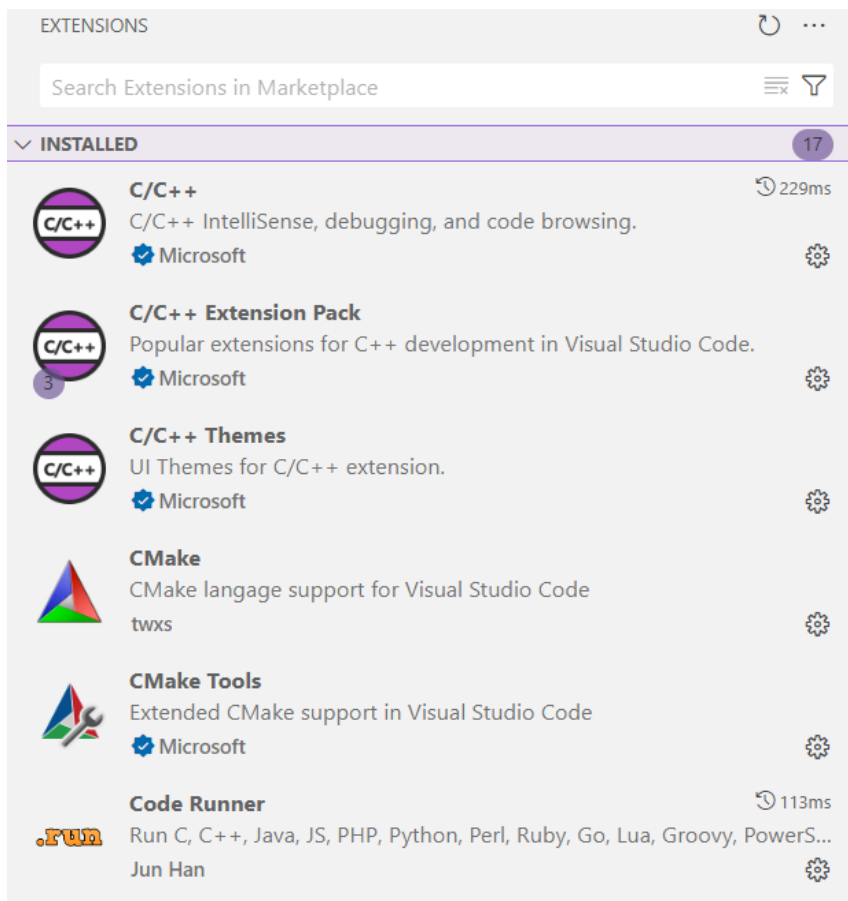 EXTENSIONS
Search Extensions in Marketplace
INSTALLED 17
C/C++ 229ms
C/C++
C/C++ IntelliSense, debugging, and code browsing.
Microsoft
C/C++ Extension Pack
C/C++
Popular extensions for C++ development in Visual Studio Code.
3
Microsoft
C/C++ Themes
C/C++
UI Themes for C/C++ extension.
Microsoft
CMake
CMake langage support for Visual Studio Code
twxs
CMake Tools
Extended CMake support in Visual Studio Code
Microsoft
Code Runner 113ms
.run
Run C, C++, Java, JS, PHP, Python, Perl, Ruby, Go, Lua, Groovy, PowerS...
Jun Han